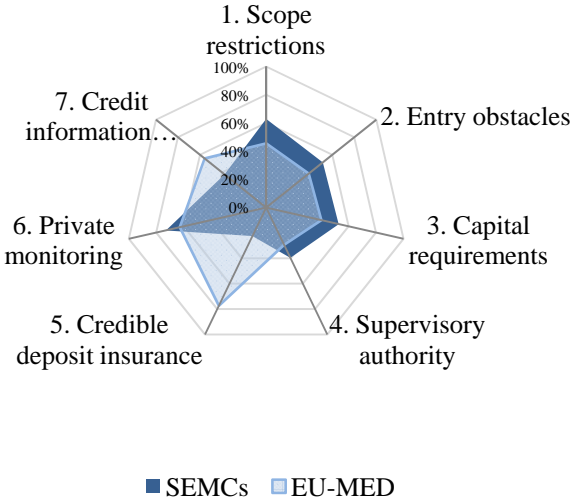 1. Scope
restrictions
100%
80%
60%
40%
20%
0%
2. Entry obstacles
3. Capital
requirements
4. Supervisory
authority
5. Credible
deposit insurance
6. Private
monitoring
7. Credit
information…
SEMCs EU-MED